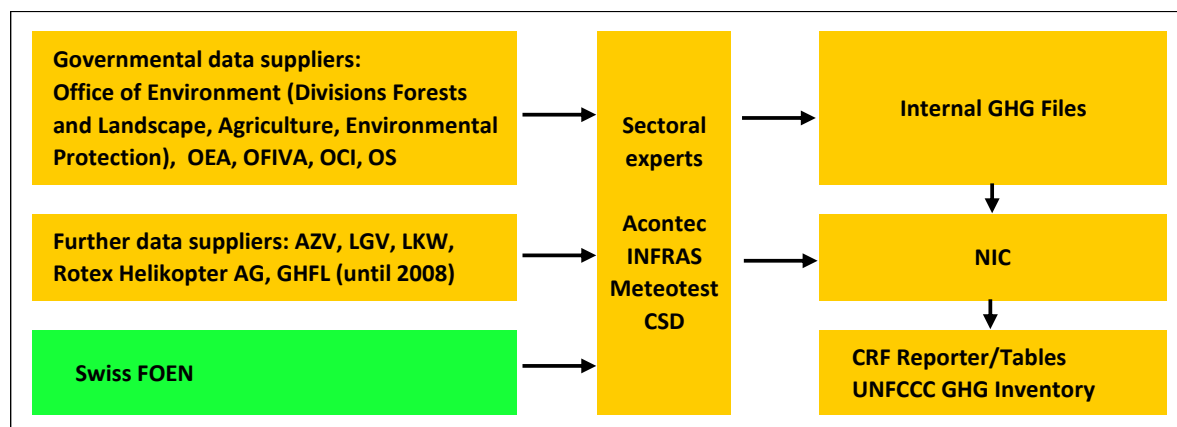 Governmental data suppliers:
Office of Environment (Divisions Forests
and Landscape, Agriculture, Environmental
Protection),  OEA, OFIVA, OCI, OS
Further data suppliers: AZV, LGV, LKW,
Rotex Helikopter AG, GHFL (until 2008)
Swiss FOEN
Sectoral
experts
Acontec
INFRAS
Meteotest
CSD
Internal GHG Files
NIC
CRF Reporter/Tables
UNFCCC GHG Inventory